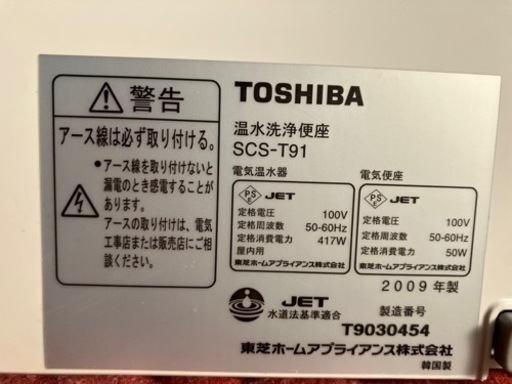 警告
アース線は必ず取り付ける。
●アース線を取り付けないと
漏電のとき感電することが
あります。
アースの取り付けは、電気
工事店または販売店にご相
談ください。
TOSHIBA
温水洗浄便座
SCS-T91
電気温水器
PSE JET
定格電圧 100V
定格周波数 50-60Hz
定格消費電力 417W
屋内用
東芝ホームアプライアンス株式会社
電気便座
PSE JET
定格電圧 100V
定格周波数 50-60Hz
定格消費電力 50W
東芝ホームアプライアンス株式会社
2009年製
JET
水道法基準適合
製造番号
T9030454
東芝ホームアプライアンス株式会社
韓国製